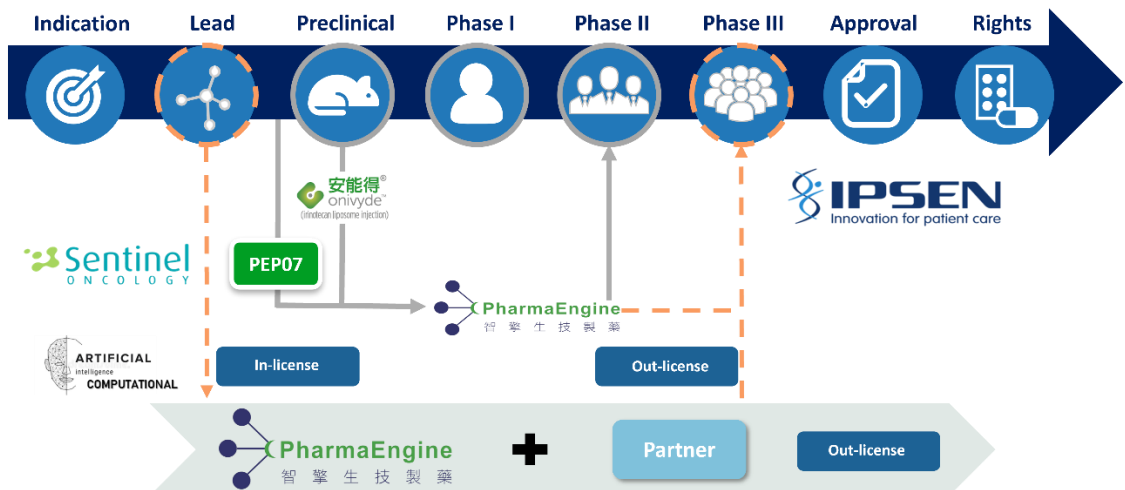 Indication
Lead
Preclinical
Phase I
Phase II
Phase III
Approval
Rights
安能得®
onivyde™
(irindecan liposome injection)
IPSEN
Innovation for patient care
Sentinel
ONCOLOGY
PEP07
PharmaEngine
智擎生技製藥
ARTIFICIAL
intelligence
COMPUTATIONAL
In-license
Out-license
PharmaEngine
智擎生技製藥
Partner
Out-license